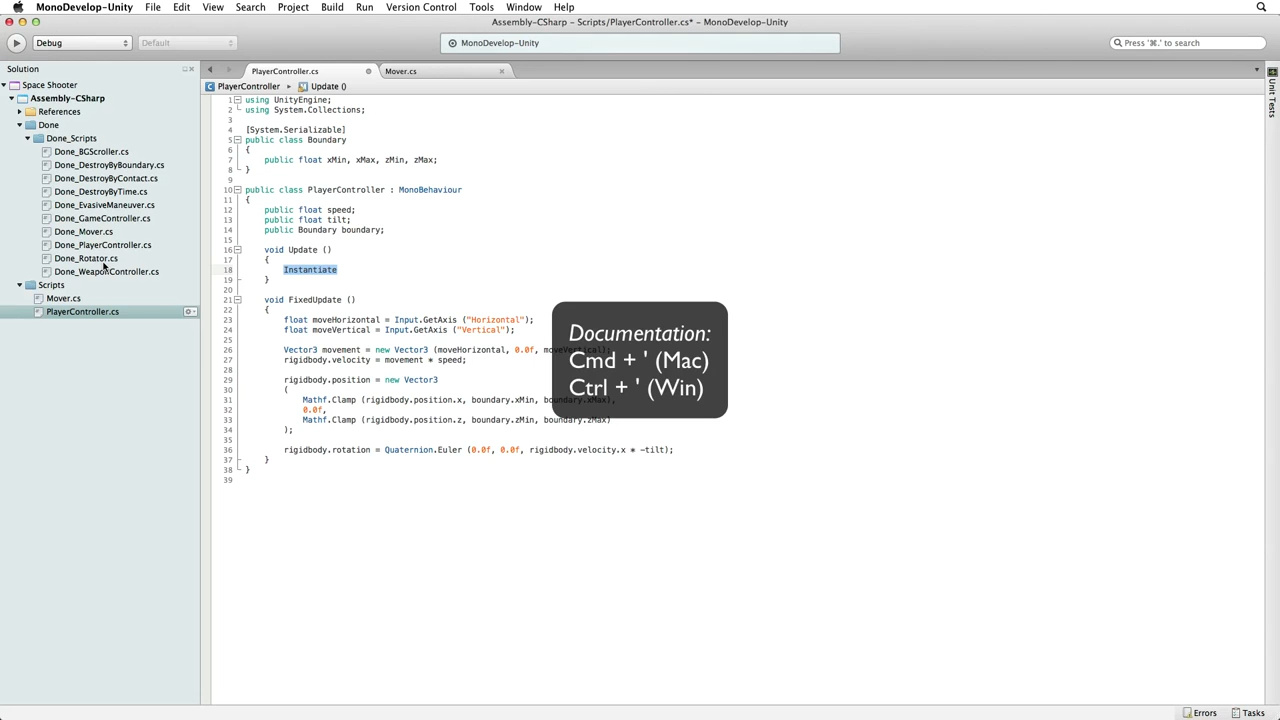 MonoDevelop-Unity File Edit View Search Project Build Run Version Control Tools Window Help
Assembly-CSharp – Scripts/PlayerController.cs* – MonoDevelop-Unity
Debug Default MonoDevelop-Unity Press '⌘.' to search
Solution
Space Shooter
Assembly-CSharp
References
Done
Done_Scripts
Done_BGScroller.cs
Done_DestroyByBoundary.cs
Done_DestroyByContact.cs
Done_DestroyByTime.cs
Done_EvasiveManeuver.cs
Done_GameController.cs
Done_Mover.cs
Done_PlayerController.cs
Done_Rotator.cs
Done_WeaponController.cs
Scripts
Mover.cs
PlayerController.cs
PlayerController.cs Mover.cs
PlayerController Update ()
1 using UnityEngine;
2 using System.Collections;
3
4 [System.Serializable]
5 public class Boundary
6 {
7 public float xMin, xMax, zMin, zMax;
8 }
9
10 public class PlayerController : MonoBehaviour
11 {
12 public float speed;
13 public float tilt;
14 public Boundary boundary;
15
16 void Update ()
17 {
18 Instantiate
19 }
20
21 void FixedUpdate ()
22 {
23 float moveHorizontal = Input.GetAxis ("Horizontal");
24 float moveVertical = Input.GetAxis ("Vertical");
25
26 Vector3 movement = new Vector3 (moveHorizontal, 0.0f, moveVertical);
27 rigidbody.velocity = movement * speed;
28
29 rigidbody.position = new Vector3
30 (
31 Mathf.Clamp (rigidbody.position.x, boundary.xMin, boundary.xMax),
32 0.0f,
33 Mathf.Clamp (rigidbody.position.z, boundary.zMin, boundary.zMax)
34 );
35
36 rigidbody.rotation = Quaternion.Euler (0.0f, 0.0f, rigidbody.velocity.x * -tilt);
37 }
38 }
39
Documentation:
Cmd + ' (Mac)
Ctrl + ' (Win)
Unit Tests
Errors Tasks